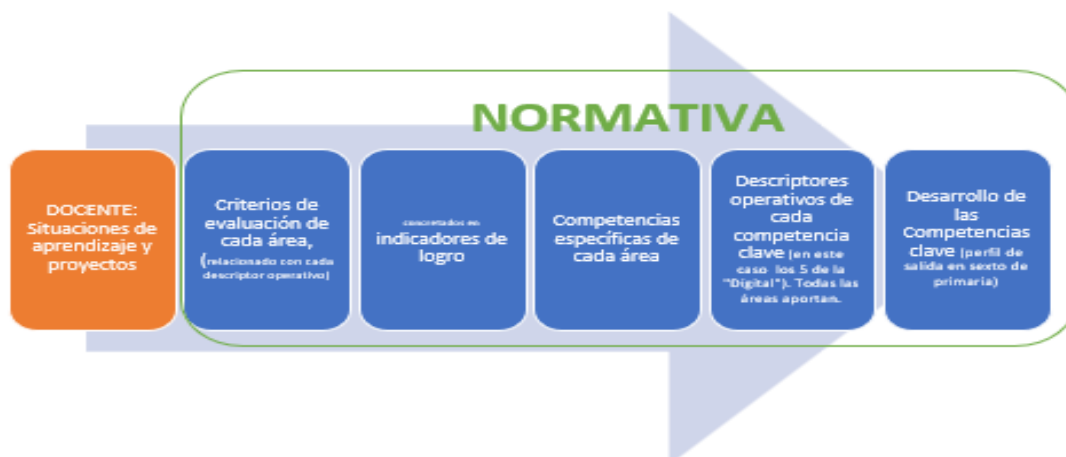 NORMATIVA
DOCENTE:
Situaciones de
aprendizaje y
proyectos
Criterios de
evaluación de
cada área,
(relacionado con cada
descriptor operativo)
concretados en
indicadores de
logro
Competencias
específicas de
cada área
Descriptores
operativos de
cada
competencia
clave (en este
caso los 5 de la
"Digital"). Todas las
áreas aportan.
Desarrollo de
las
Competencias
clave (perfil de
salida en sexto de
primaria)